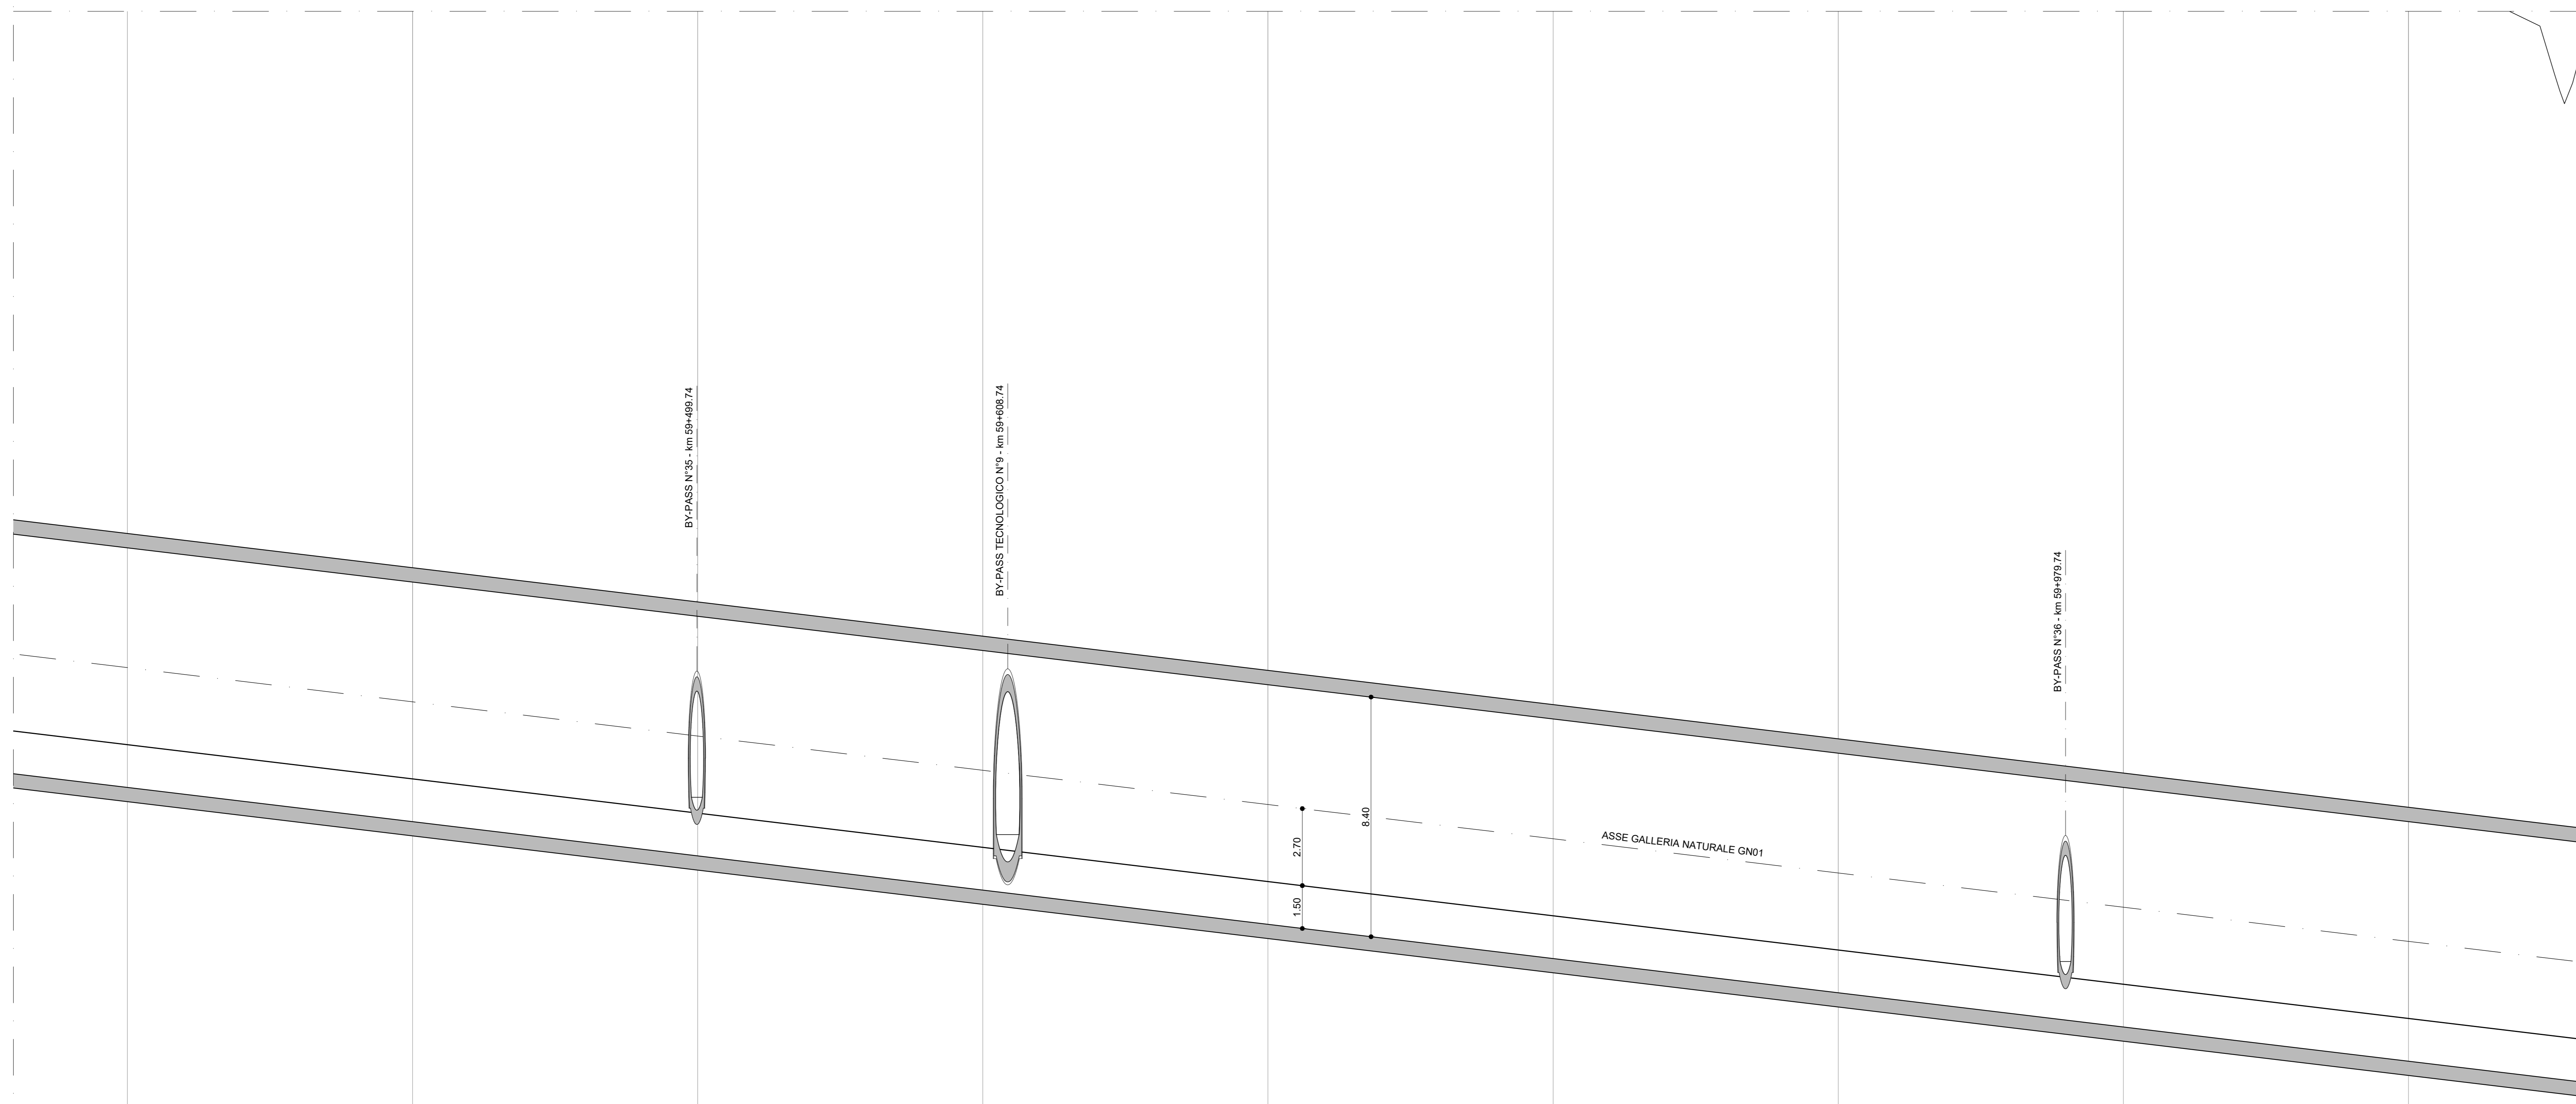 BY-PASS N°35 - km 59+499.74
BY-PASS TECNOLOGICO N°9 - km 59+608.74
2.70
1.50
8.40
ASSE GALLERIA NATURALE GN01
BY-PASS N°36 - km 59+979.74